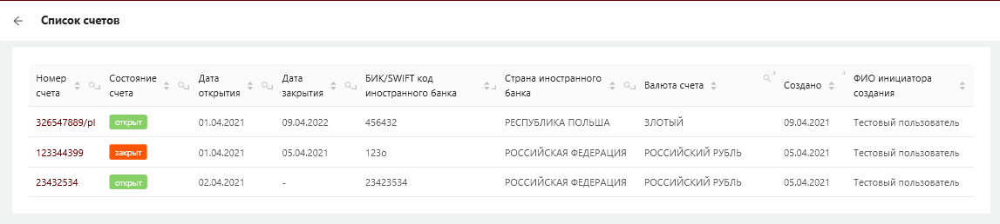 Список счетов
Номер счета Состояние счета Дата открытия Дата закрытия БИК/SWIFT код иностранного банка Страна иностранного банка Валюта счета Создано ФИО инициатора создания
326547889/pl открыт 01.04.2021 09.04.2022 456432 РЕСПУБЛИКА ПОЛЬША ЗЛОТЫЙ 09.04.2021 Тестовый пользователь
123344399 закрыт 01.04.2021 05.04.2021 123о РОССИЙСКАЯ ФЕДЕРАЦИЯ РОССИЙСКИЙ РУБЛЬ 05.04.2021 Тестовый пользователь
23432534 открыт 02.04.2021 - 23423534 РОССИЙСКАЯ ФЕДЕРАЦИЯ РОССИЙСКИЙ РУБЛЬ 05.04.2021 Тестовый пользователь